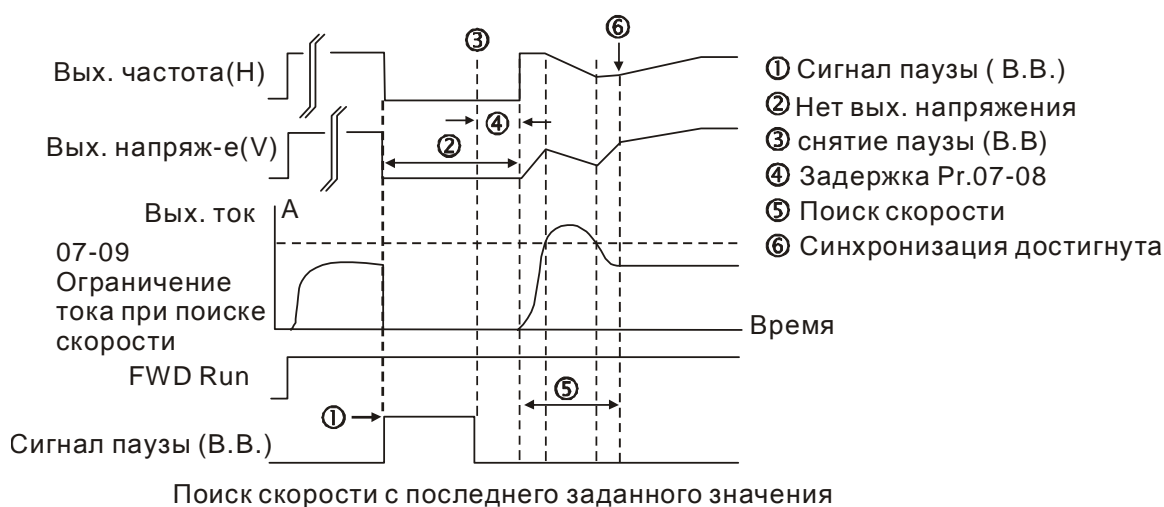 ③
⑥
Вых. частота(H)
④
Вых. напряж-е(V)
②
Вых. ток
A
07-09
Ограничение
тока при поиске
скорости
Время
FWD Run
⑤
①
Сигнал паузы (B.B.)
① Сигнал паузы ( B.B.)
② Нет вых. напряжения
③ снятие паузы (B.B)
④ Задержка Pr.07-08
⑤ Поиск скорости
⑥ Синхронизация достигнута
Поиск скорости с последнего заданного значения